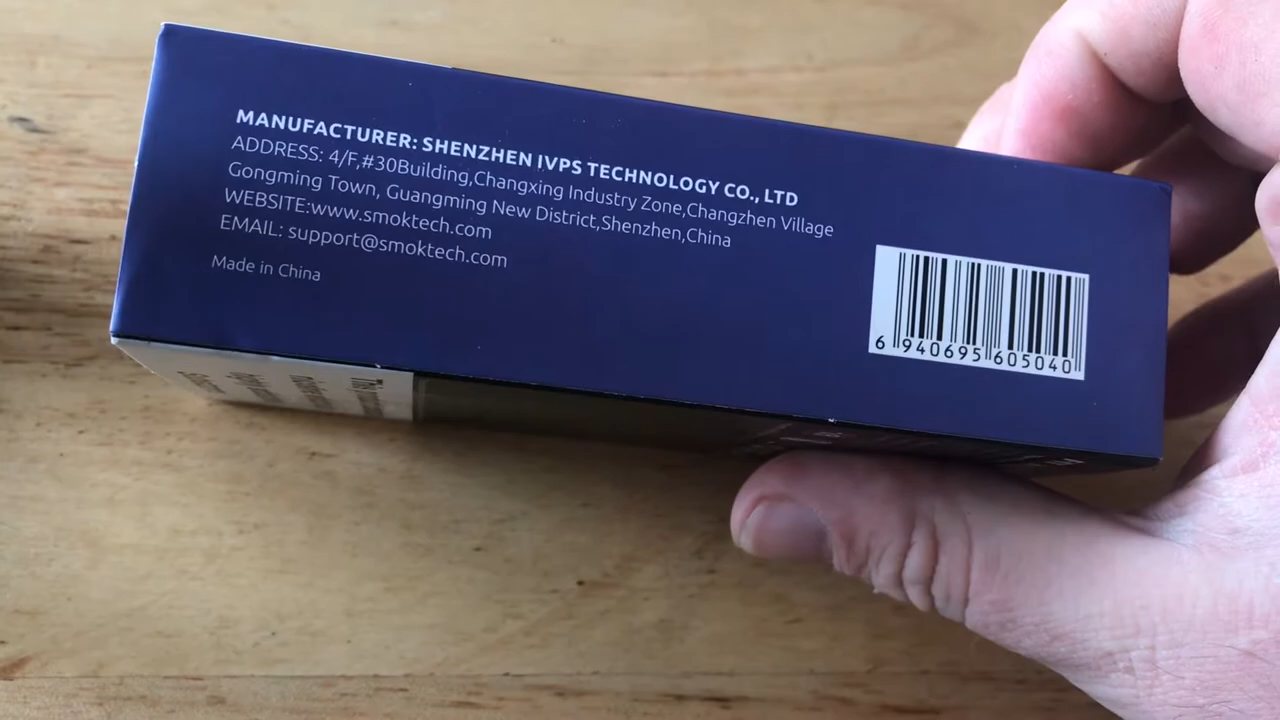 MANUFACTURER: SHENZHEN IVPS TECHNOLOGY CO., LTD
ADDRESS: 4/F,#30Building,Changxing Industry Zone,Changzhen Village
Gongming Town, Guangming New District,Shenzhen,China
WEBSITE:www.smoktech.com
EMAIL: support@smoktech.com
Made in China
6 940695 605040
This